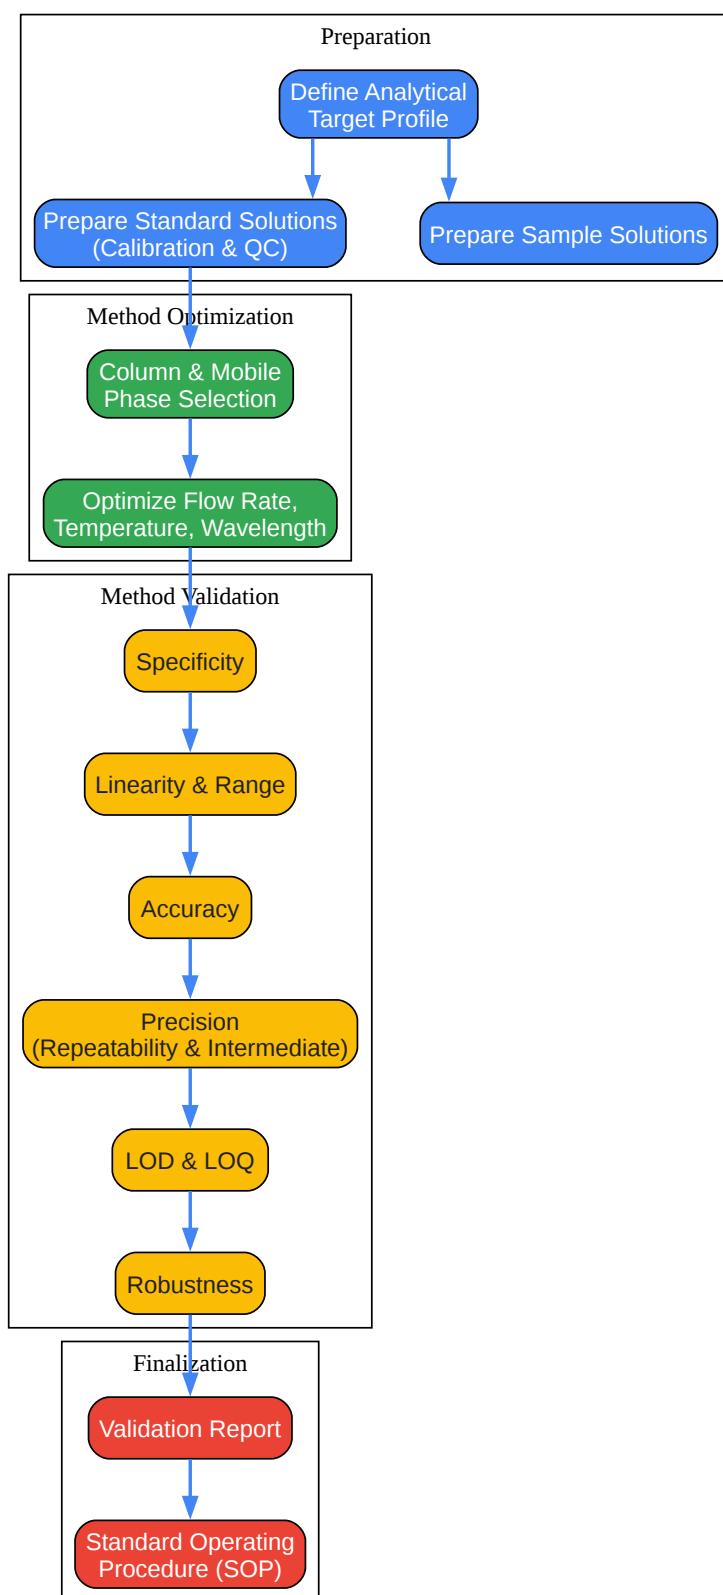 Preparation
Define Analytical
Target Profile
Prepare Standard Solutions
(Calibration & QC)
Prepare Sample Solutions
Method Optimization
Column & Mobile
Phase Selection
Optimize Flow Rate,
Temperature, Wavelength
Method Validation
Specificity
Linearity & Range
Accuracy
Precision
(Repeatability & Intermediate)
LOD & LOQ
Robustness
Finalization
Validation Report
Standard Operating
Procedure (SOP)